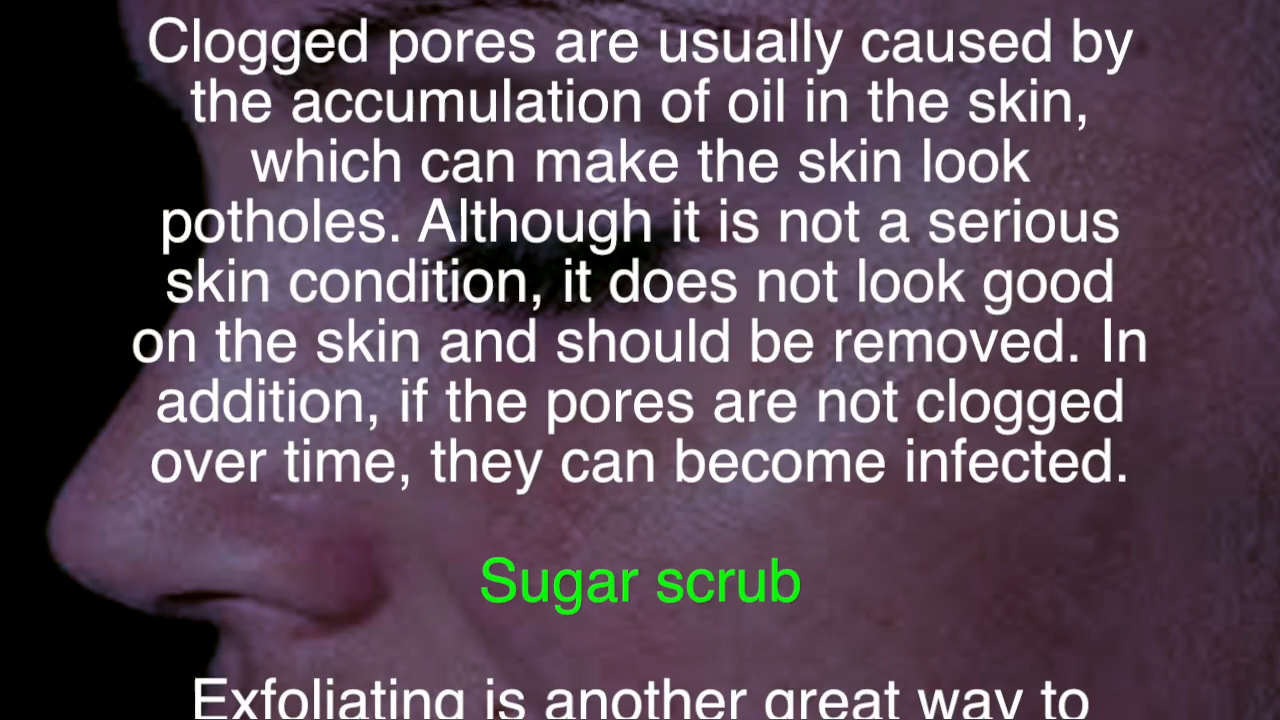 Clogged pores are usually caused by
the accumulation of oil in the skin,
which can make the skin look
potholes. Although it is not a serious
skin condition, it does not look good
on the skin and should be removed. In
addition, if the pores are not clogged
over time, they can become infected.
Sugar scrub
Exfoliating is another great way to